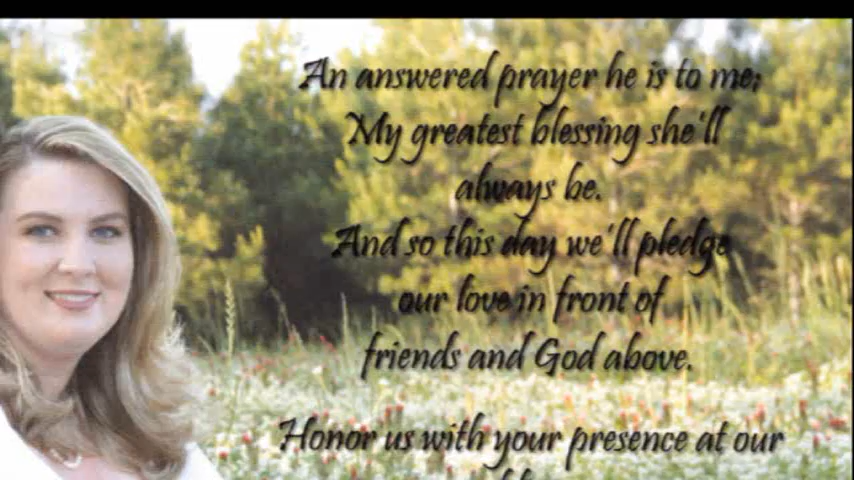 An answered prayer he is to me;
My greatest blessing she'll
always be.
And so this day we'll pledge
our love in front of
friends and God above.
Honor us with your presence at our